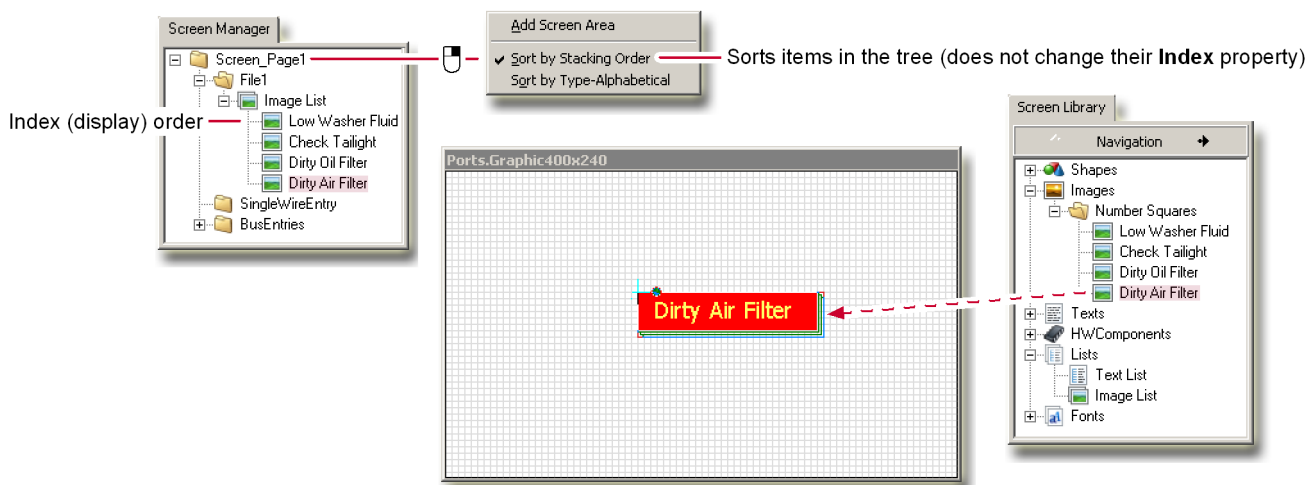 Screen Manager
Screen_Page1
File1
Image List
Low Washer Fluid
Check Tailight
Dirty Oil Filter
Dirty Air Filter
SingleWireEntry
BusEntries
Index (display) order
Add Screen Area
Sort by Stacking Order
Sort by Type-Alphabetical
Sorts items in the tree (does not change their Index property)
Ports.Graphic400x240
Dirty Air Filter
Screen Library
Navigation
Shapes
Images
Number Squares
Low Washer Fluid
Check Tailight
Dirty Oil Filter
Dirty Air Filter
Texts
HWComponents
Lists
Text List
Image List
Fonts